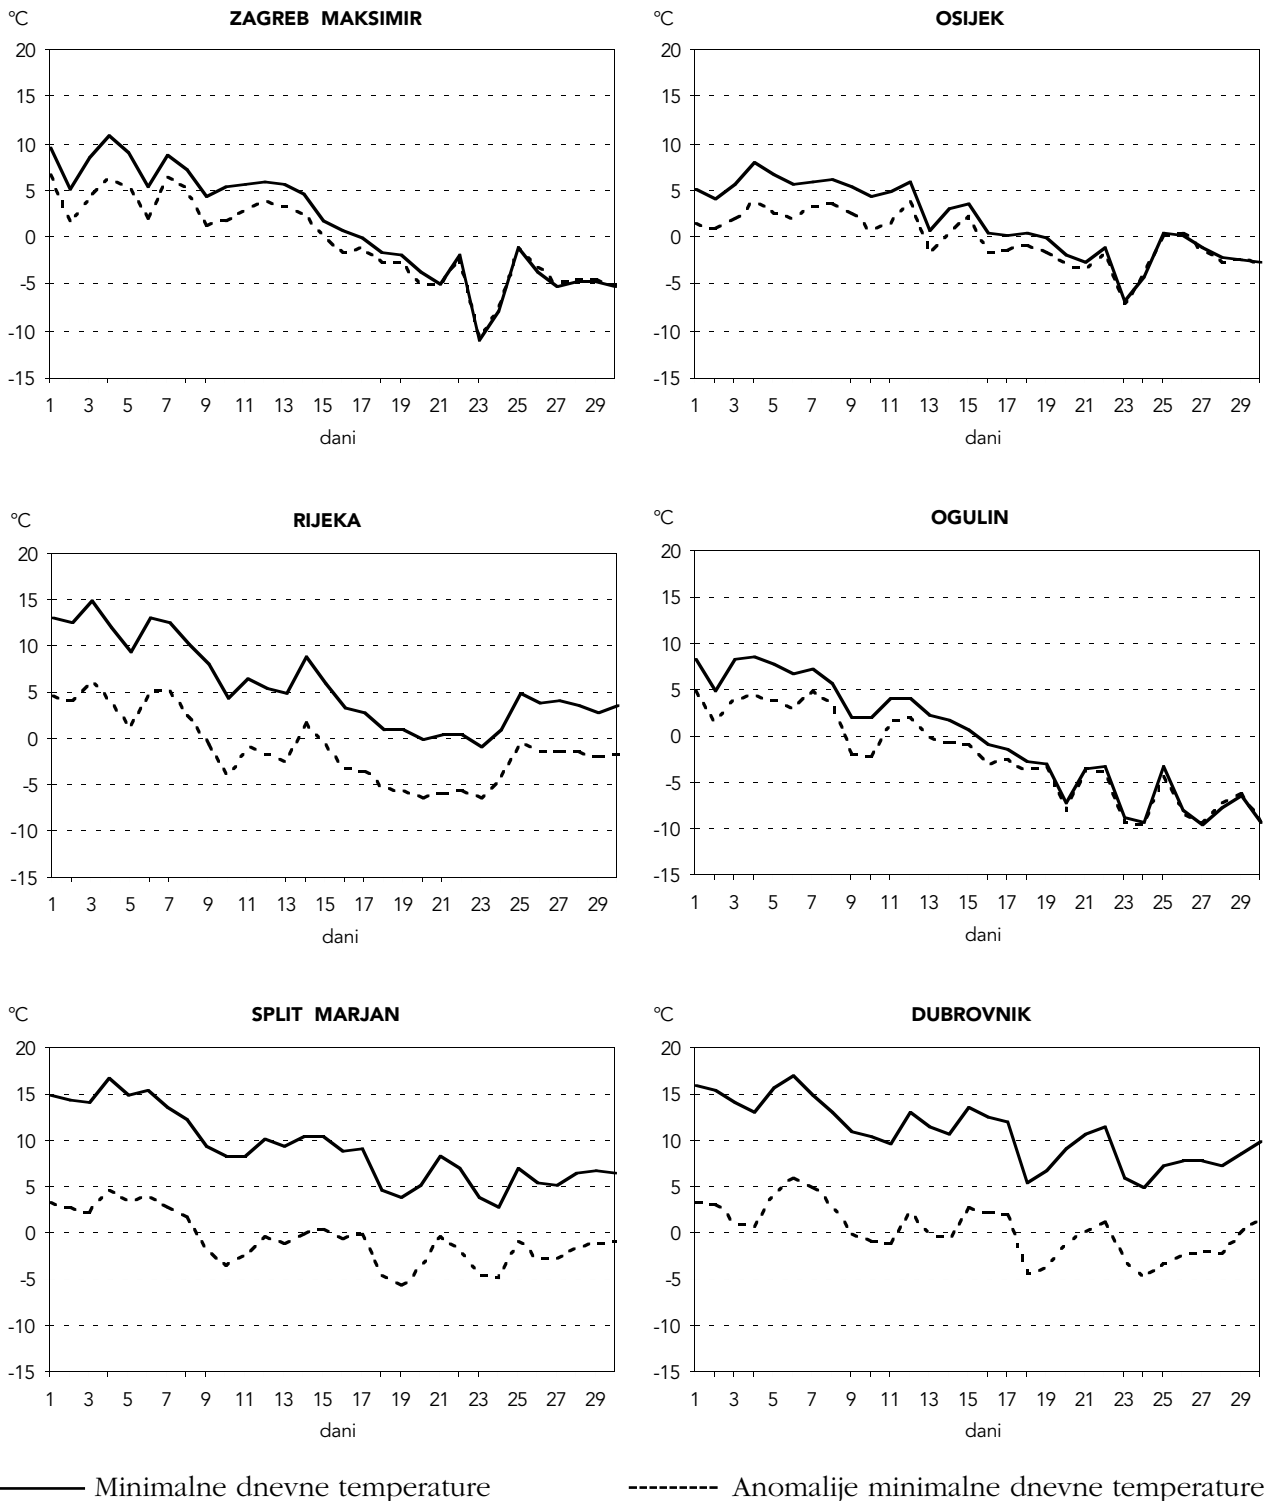 °C ZAGREB MAKSIMIR
20
15
10
5
0
-5
-10
-15
1 3 5 7 9 11 13 15 17 19 21 23 25 27 29
dani
°C OSIJEK
20
15
10
5
0
-5
-10
-15
1 3 5 7 9 11 13 15 17 19 21 23 25 27 29
dani
°C RIJEKA
20
15
10
5
0
-5
-10
-15
1 3 5 7 9 11 13 15 17 19 21 23 25 27 29
dani
°C OGULIN
20
15
10
5
0
-5
-10
-15
1 3 5 7 9 11 13 15 17 19 21 23 25 27 29
dani
°C SPLIT MARJAN
20
15
10
5
0
-5
-10
-15
1 3 5 7 9 11 13 15 17 19 21 23 25 27 29
dani
°C DUBROVNIK
20
15
10
5
0
-5
-10
-15
1 3 5 7 9 11 13 15 17 19 21 23 25 27 29
dani
Minimalne dnevne temperature
Anomalije minimalne dnevne temperature